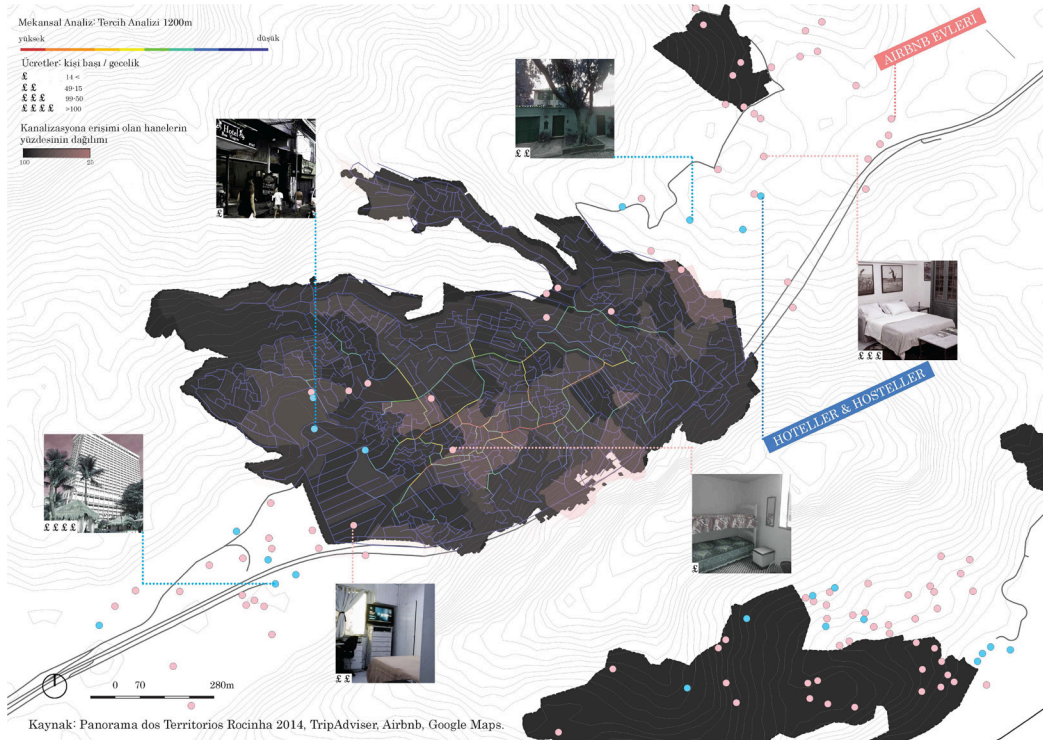 Mekansal Analiz: Tercih Analizi 1200m
yüksek düşük
Ücretler: kişi başı / gecelik
£ 14 <
£ £ 49-15
£ £ £ 99-50
£ £ £ £ >100
Kanalizasyona erişimi olan hanelerin
yüzdesinin dağılımı
100 25
AIRBNB EVLERİ
£ £
Hotel
£
£ £ £
HOTELLER & HOSTELLER
£ £ £ £
£
£ £
0 70 280m
Kaynak: Panorama dos Territorios Rocinha 2014, TripAdviser, Airbnb, Google Maps.